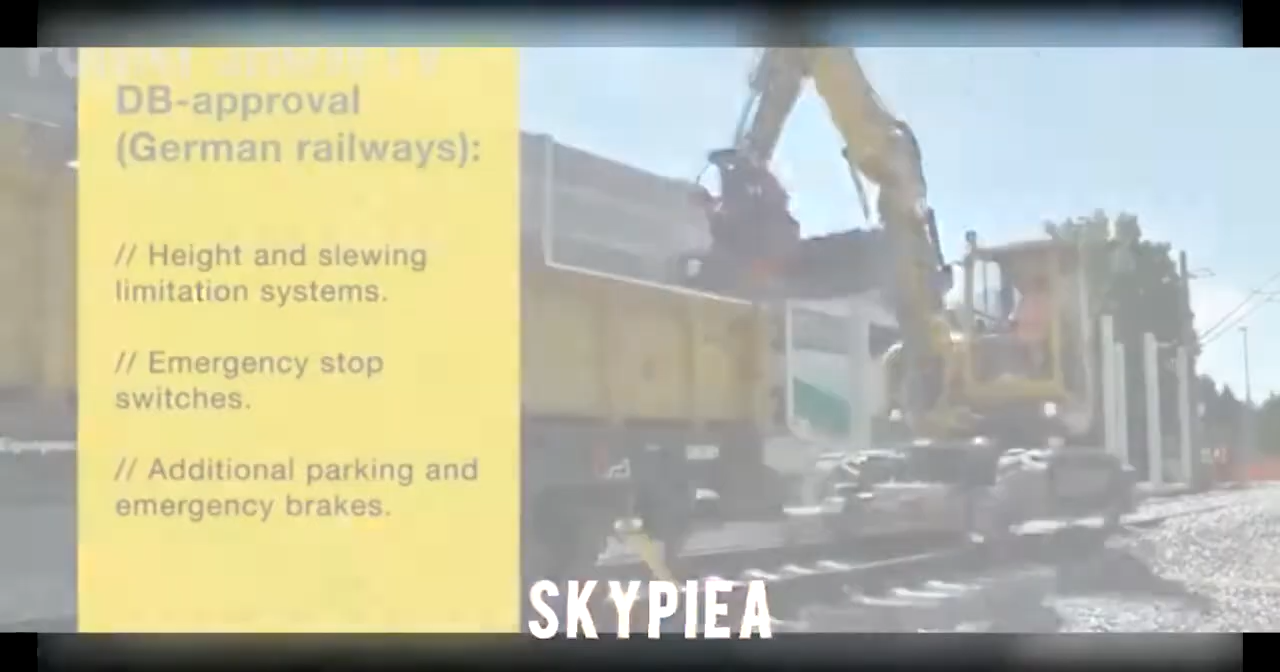 DB-approval
(German railways):
// Height and slewing
limitation systems.
// Emergency stop
switches.
// Additional parking and
emergency brakes.
SKYPIEA